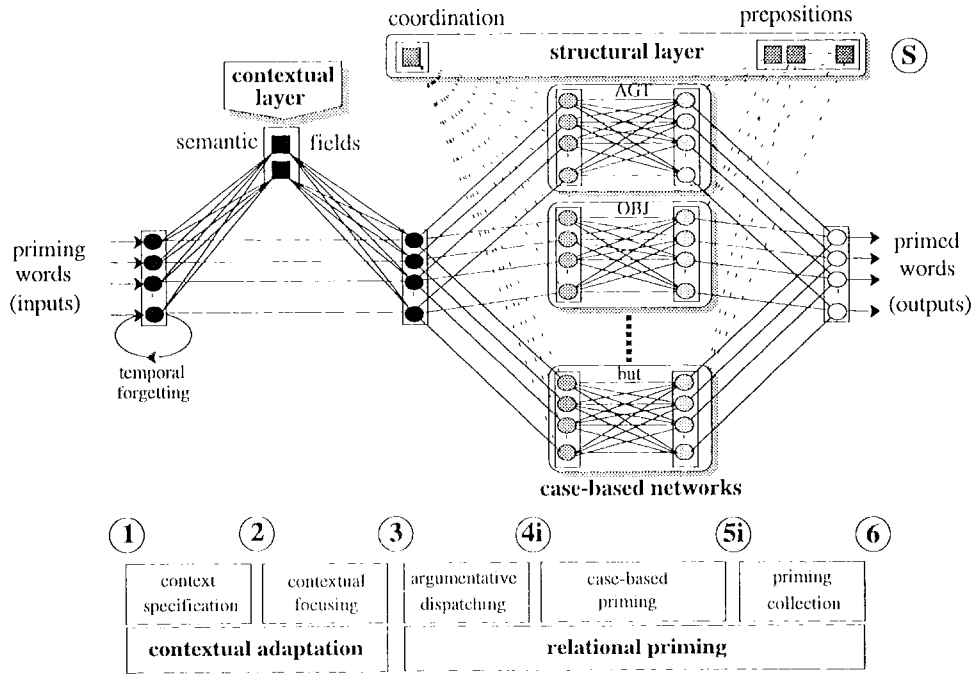 coordination
prepositions
structural layer
S
contextual
layer
AGT
semantic
fields
OBJ
priming
words
(inputs)
primed
words
(outputs)
temporal
forgetting
but
case-based networks
1
2
3
4i
5i
6
context
specification
contextual
focusing
argumentative
dispatching
case-based
priming
priming
collection
contextual adaptation
relational priming